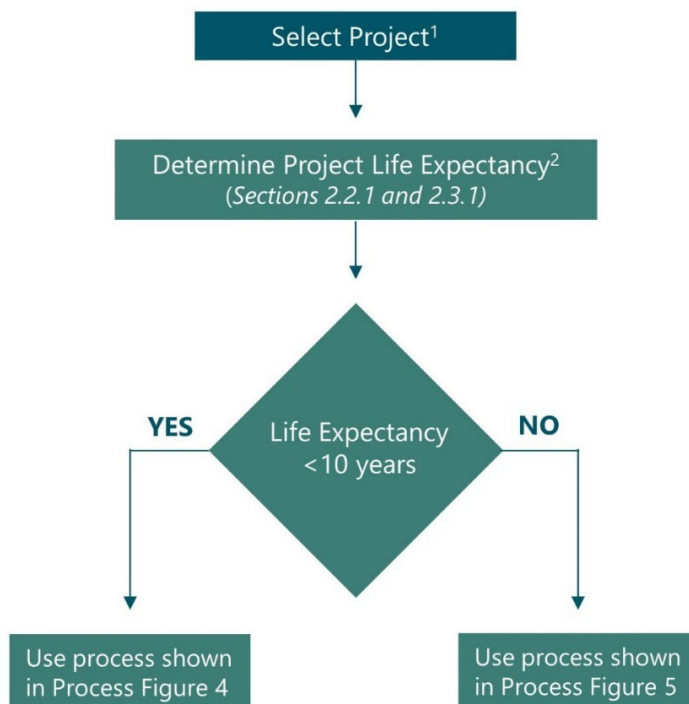 Select Project¹
Determine Project Life Expectancy²
(Sections 2.2.1 and 2.3.1)
YES
Life Expectancy
<10 years
NO
Use process shown
in Process Figure 4
Use process shown
in Process Figure 5